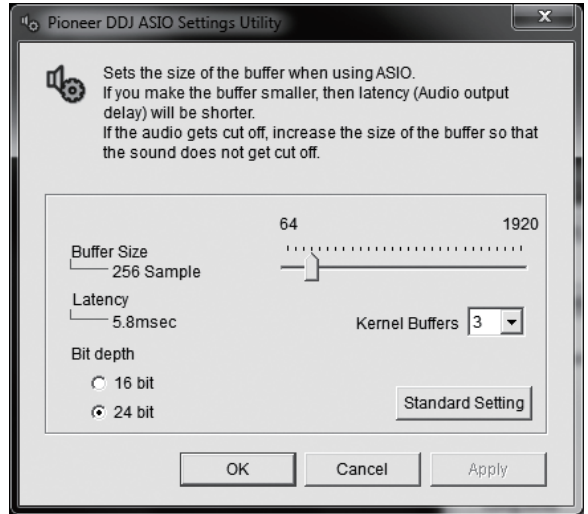 Pioneer DDJ ASIO Settings Utility
Sets the size of the buffer when using ASIO.
If you make the buffer smaller, then latency (Audio output
delay) will be shorter.
If the audio gets cut off, increase the size of the buffer so that
the sound does not get cut off.
64 1920
Buffer Size
256 Sample
Latency
5.8msec
Kernel Buffers 3
Bit depth
16 bit
24 bit
Standard Setting
OK Cancel Apply